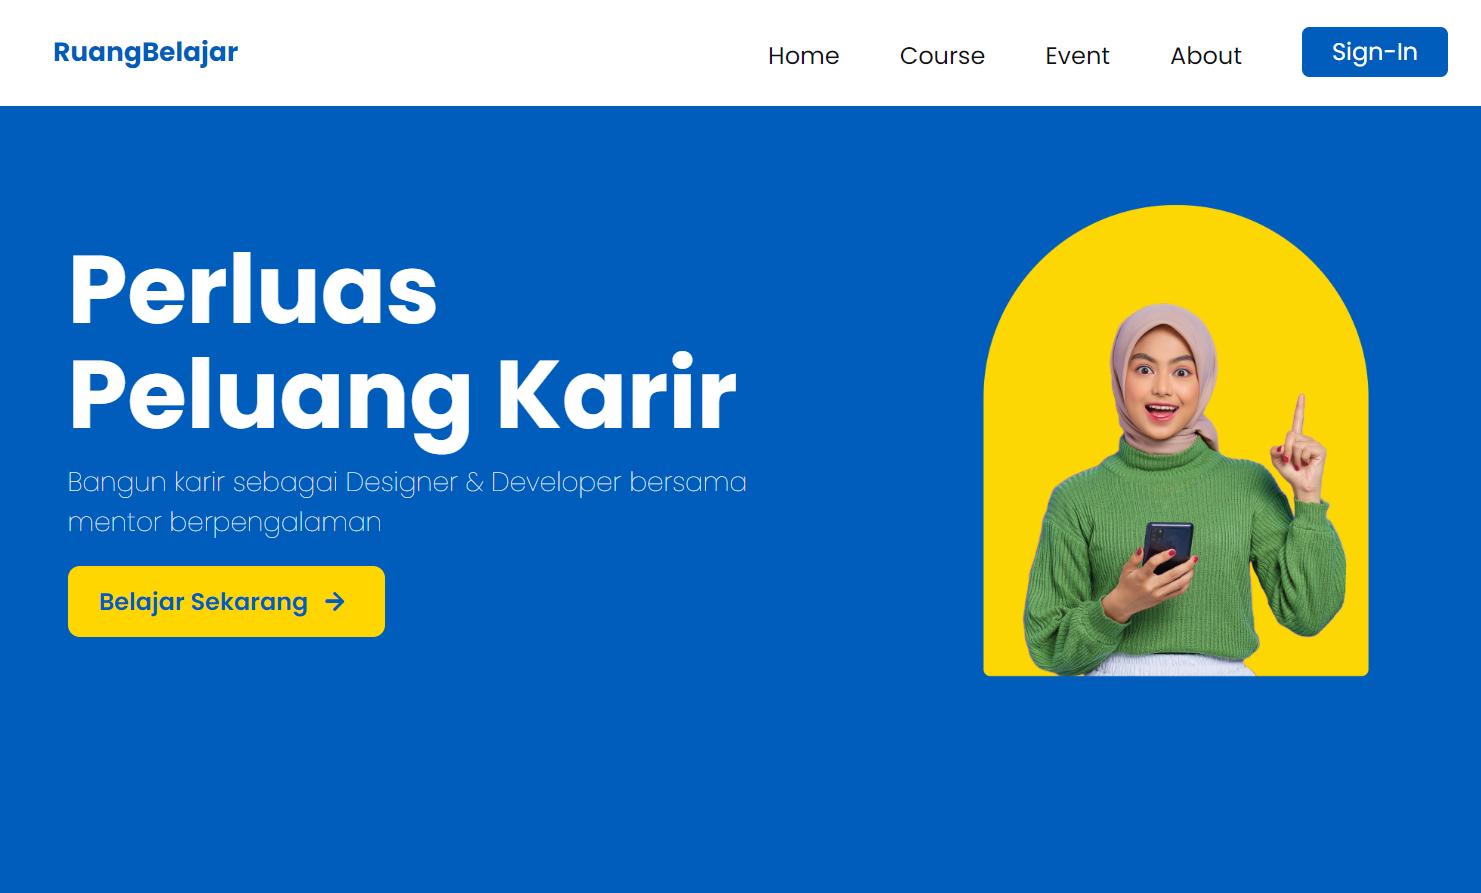 RuangBelajar
Home
Course
Event
About
Sign-In
Perluas
Peluang Karir
Bangun karir sebagai Designer & Developer bersama
mentor berpengalaman
Belajar Sekarang →